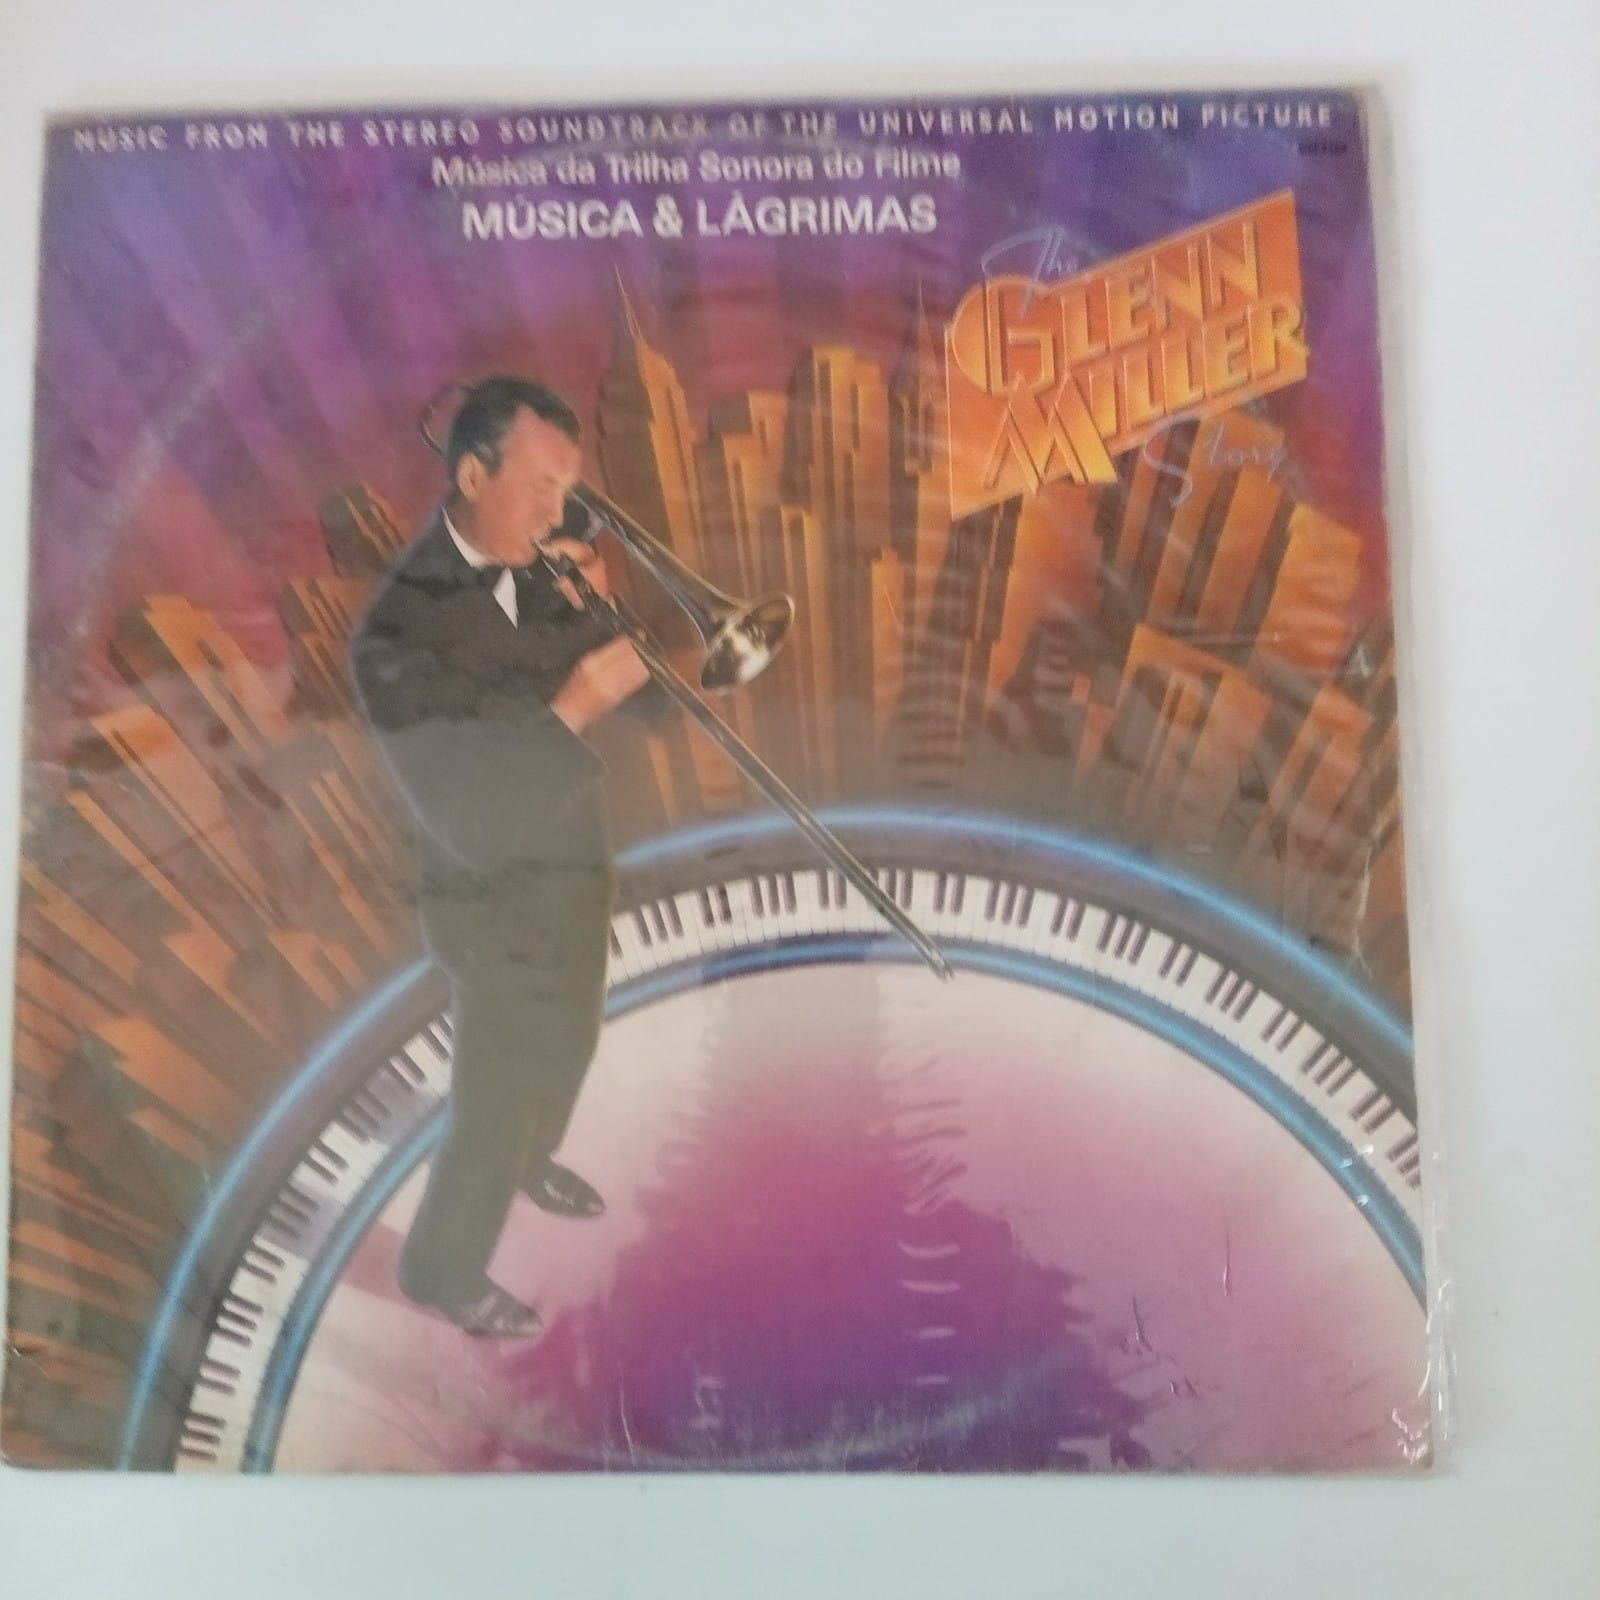 MUSIC FROM THE STEREO SOUNDTRACK OF THE UNIVERSAL MOTION PICTURE
Música da Trilha Sonora do Filme
MÚSICA & LÁGRIMAS
The
GLENN
MILLER
Story